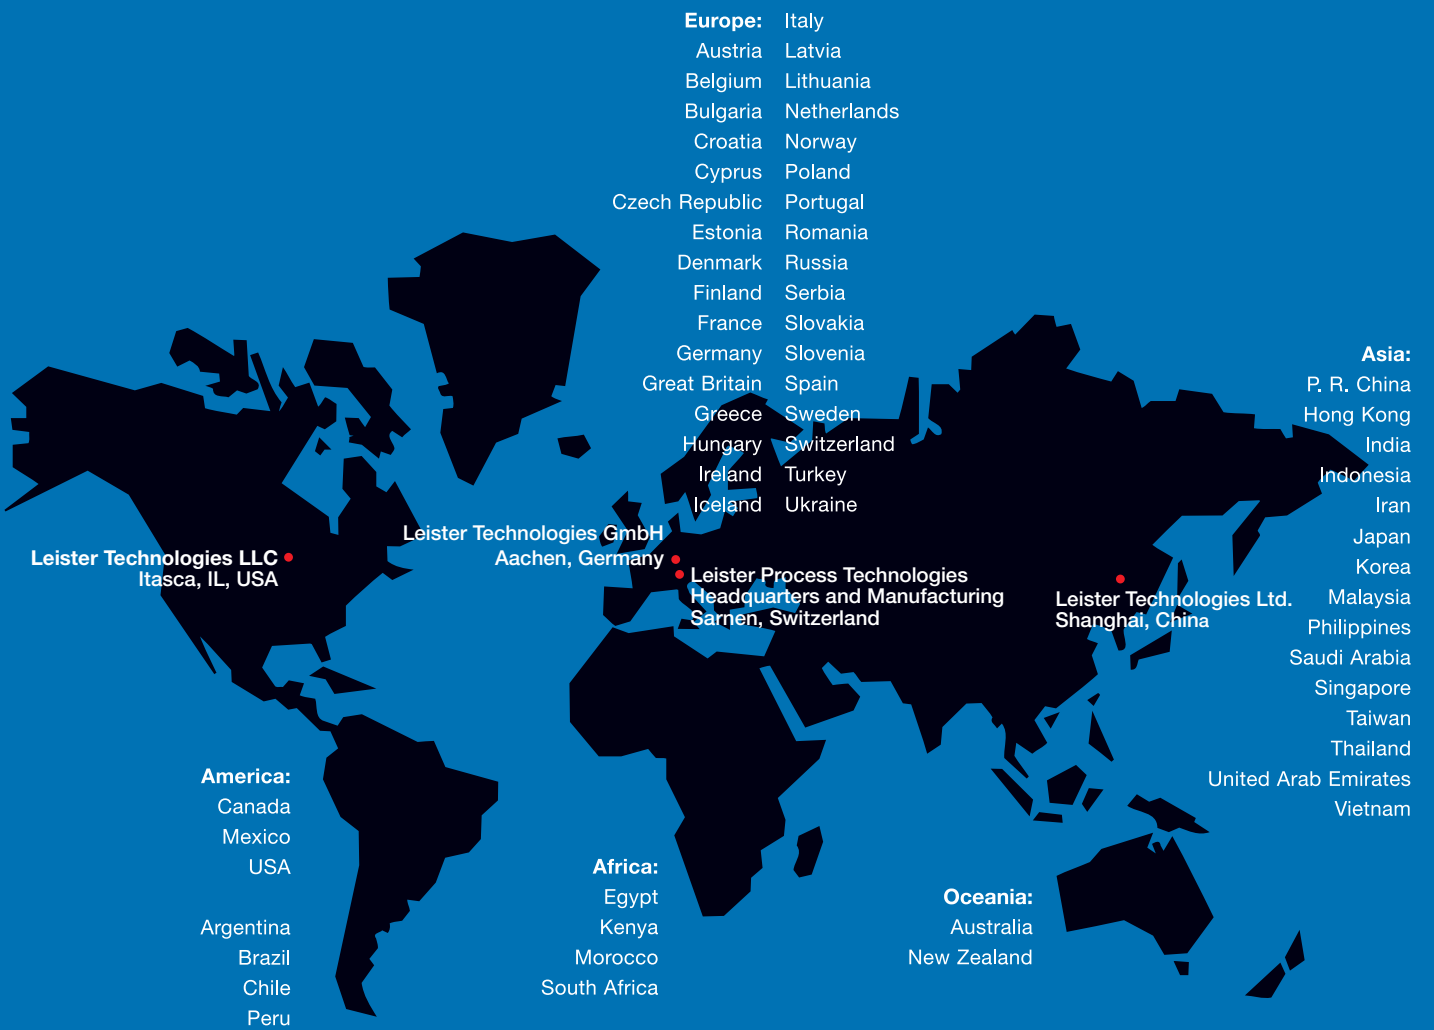 Europe:
Austria
Belgium
Bulgaria
Croatia
Cyprus
Czech Republic
Estonia
Denmark
Finland
France
Germany
Great Britain
Greece
Hungary
Ireland
Iceland
Italy
Latvia
Lithuania
Netherlands
Norway
Poland
Portugal
Romania
Russia
Serbia
Slovakia
Slovenia
Spain
Sweden
Switzerland
Turkey
Ukraine
Asia:
P. R. China
Hong Kong
India
Indonesia
Iran
Japan
Korea
Malaysia
Philippines
Saudi Arabia
Singapore
Taiwan
Thailand
United Arab Emirates
Vietnam
Leister Technologies LLC
Itasca, IL, USA
Leister Technologies GmbH
Aachen, Germany
Leister Process Technologies
Headquarters and Manufacturing
Sarnen, Switzerland
Leister Technologies Ltd.
Shanghai, China
America:
Canada
Mexico
USA
Argentina
Brazil
Chile
Peru
Africa:
Egypt
Kenya
Morocco
South Africa
Oceania:
Australia
New Zealand